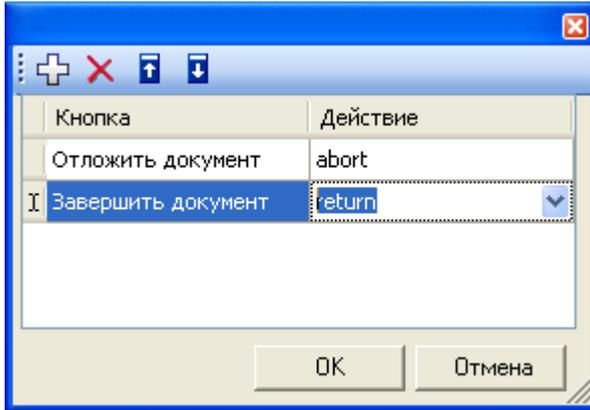 Кнопка Действие
Отложить документ abort
Завершить документ return
OK Отмена